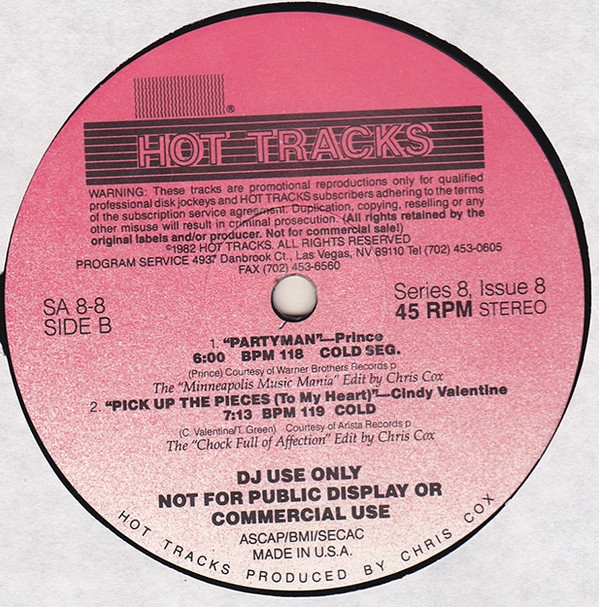 ®
HOT TRACKS
WARNING: These tracks are promotional reproductions only for qualified
professional disk jockeys and HOT TRACKS subscribers adhering to the terms
of the subscription service agreement. Duplication, copying, reselling or any
other misuse will result in criminal prosecution. (All rights retained by the
original labels and/or producer. Not for commercial sale!)
©1982 HOT TRACKS. ALL RIGHTS RESERVED
PROGRAM SERVICE 4937 Danbrook Ct., Las Vegas, NV 89110 Tel (702) 453-0605
FAX (702) 453-6560
SA 8-8
SIDE B
Series 8, Issue 8
45 RPM STEREO
1. "PARTYMAN"—Prince
6:00 BPM 118 COLD SEG.
(Prince) Courtesy of Warner Brothers Records p
The "Minneapolis Music Mania" Edit by Chris Cox
2. "PICK UP THE PIECES (To My Heart)"—Cindy Valentine
7:13 BPM 119 COLD
(C. Valentine/T. Green) Courtesy of Arista Records p
The "Chock Full of Affection" Edit by Chris Cox
DJ USE ONLY
NOT FOR PUBLIC DISPLAY OR
COMMERCIAL USE
ASCAP/BMI/SECAC
MADE IN U.S.A.
HOT TRACKS PRODUCED BY CHRIS COX